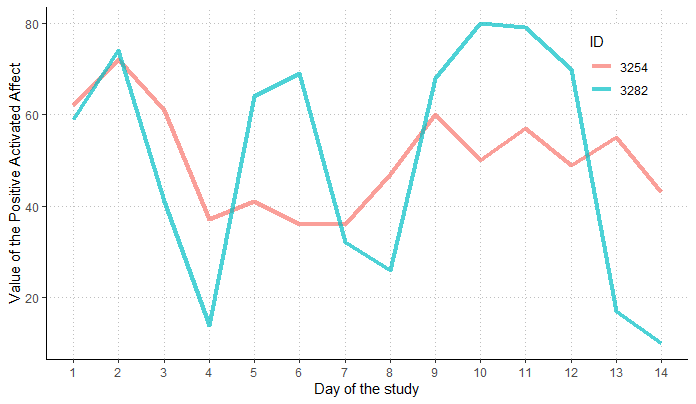 Value of the Positive Activated Affect
80
60
40
20
ID
3254
3282
1 2 3 4 5 6 7 8 9 10 11 12 13 14
Day of the study